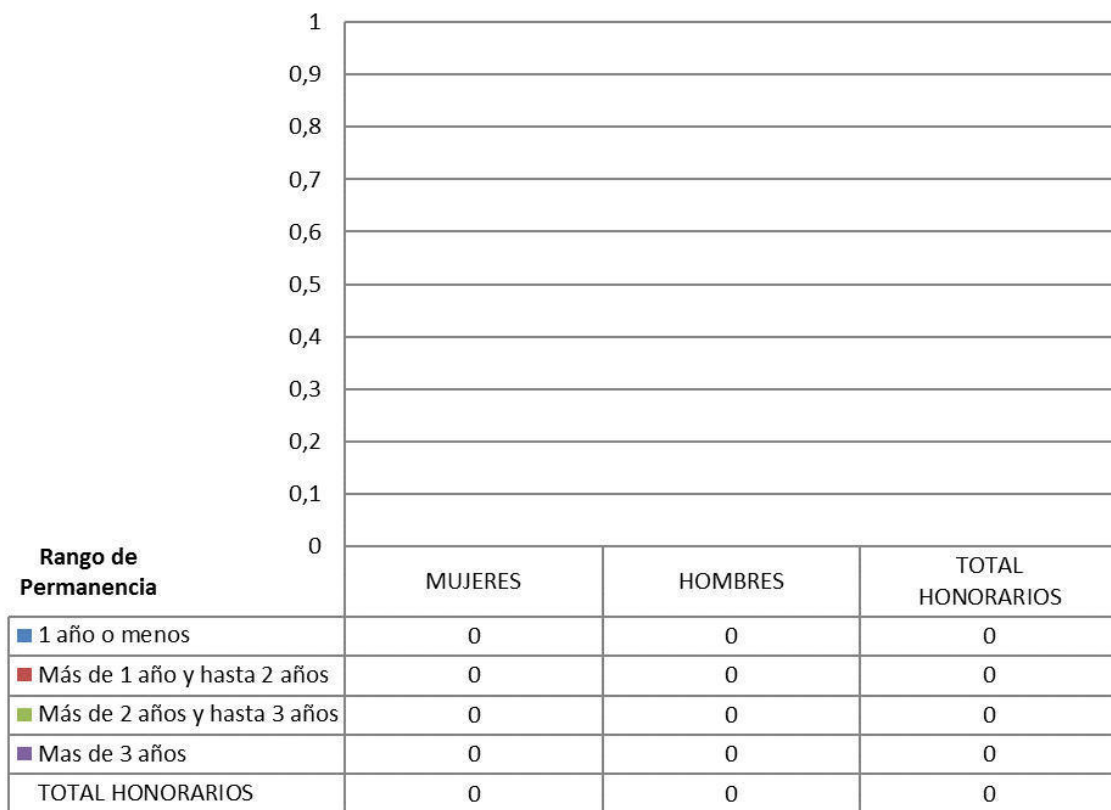 1
0,9
0,8
0,7
0,6
0,5
0,4
0,3
0,2
0,1
0
Rango de
Permanencia
MUJERES HOMBRES TOTAL
HONORARIOS
1 año o menos 0 0 0
Más de 1 año y hasta 2 años 0 0 0
Más de 2 años y hasta 3 años 0 0 0
Mas de 3 años 0 0 0
TOTAL HONORARIOS 0 0 0